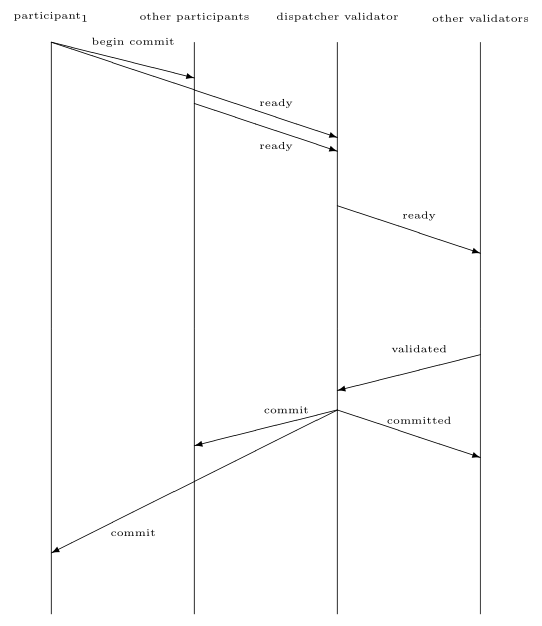 participant₁ other participants dispatcher validator other validators
begin commit
ready
ready
ready
validated
commit
committed
commit